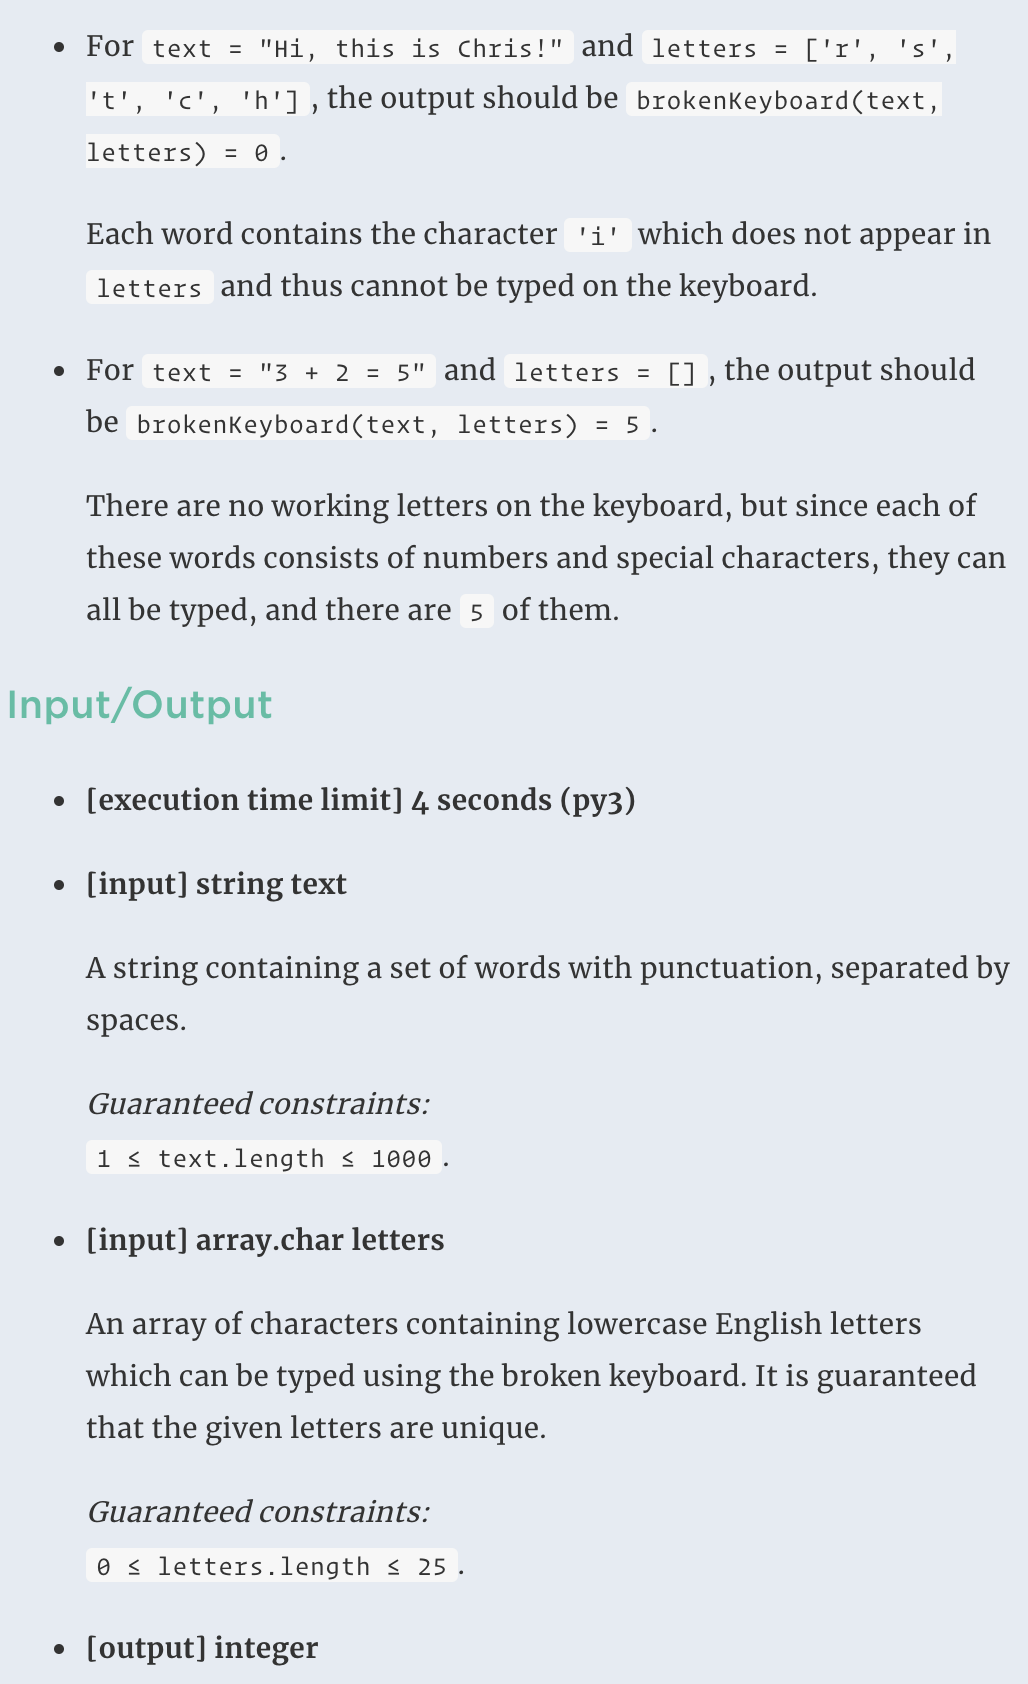 • For text = "Hi, this is Chris!" and letters = ['r', 's',
't', 'c', 'h'], the output should be brokenKeyboard(text,
letters) = 0.
Each word contains the character 'i' which does not appear in
letters and thus cannot be typed on the keyboard.
• For text = "3 + 2 = 5" and letters = [], the output should
be brokenKeyboard(text, letters) = 5.
There are no working letters on the keyboard, but since each of
these words consists of numbers and special characters, they can
all be typed, and there are 5 of them.
Input/Output
• [execution time limit] 4 seconds (py3)
• [input] string text
A string containing a set of words with punctuation, separated by
spaces.
Guaranteed constraints:
1 ≤ text.length ≤ 1000.
• [input] array.char letters
An array of characters containing lowercase English letters
which can be typed using the broken keyboard. It is guaranteed
that the given letters are unique.
Guaranteed constraints:
0 ≤ letters.length ≤ 25.
• [output] integer